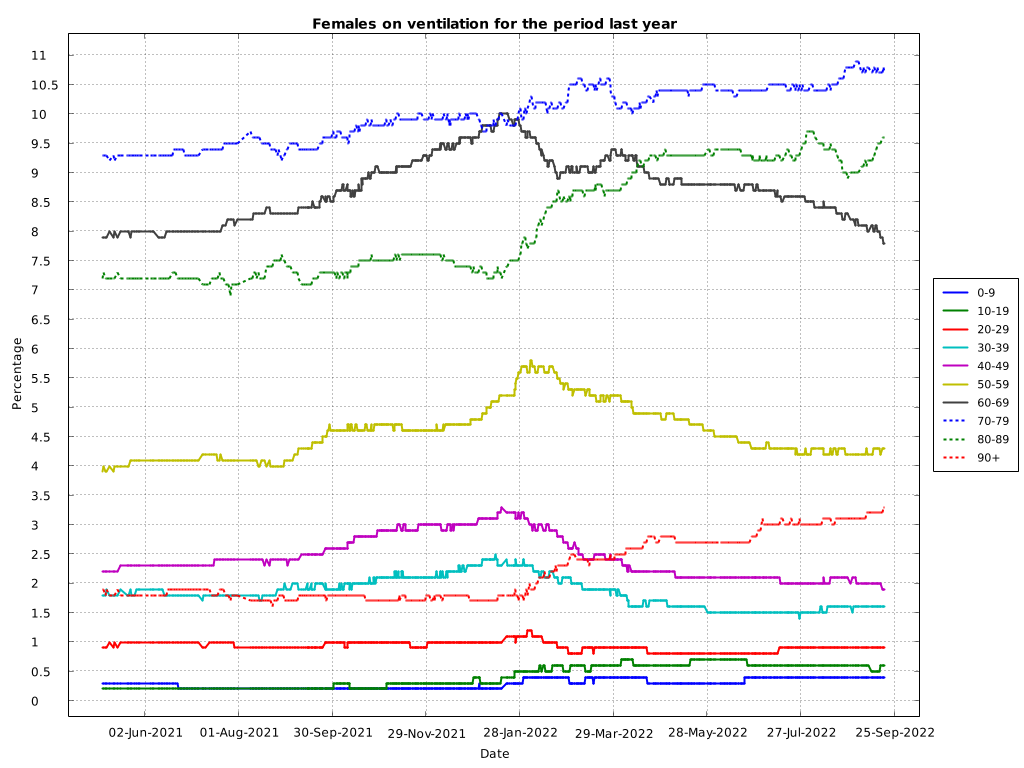 Females on ventilation for the period last year
11
10.5
10
9.5
9
8.5
8
7.5
7
6.5
6
5.5
5
4.5
4
3.5
3
2.5
2
1.5
1
0.5
0
Percentage
02-Jun-2021
01-Aug-2021
30-Sep-2021
29-Nov-2021
28-Jan-2022
29-Mar-2022
28-May-2022
27-Jul-2022
25-Sep-2022
Date
0-9
10-19
20-29
30-39
40-49
50-59
60-69
70-79
80-89
90+